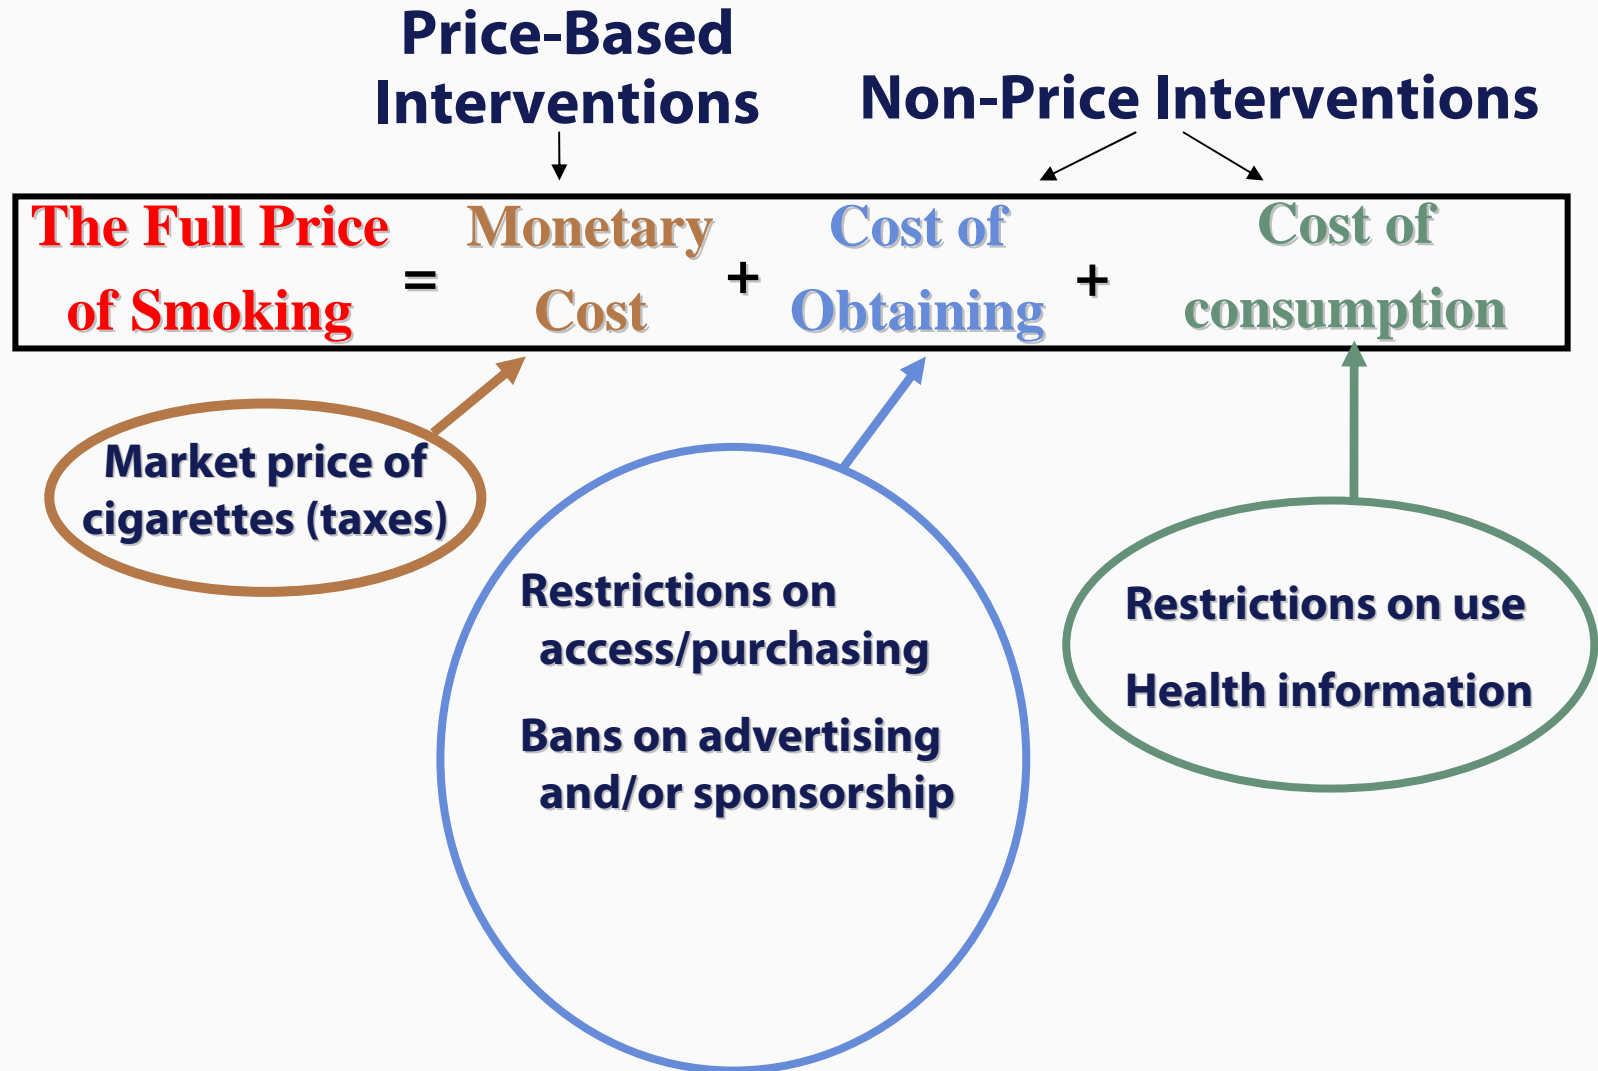 Price-Based
Interventions
Non-Price Interventions
The Full Price
of Smoking
=
Monetary
Cost
+
Cost of
Obtaining
+
Cost of
consumption
Market price of
cigarettes (taxes)
Restrictions on
access/purchasing
Bans on advertising
and/or sponsorship
Restrictions on use
Health information